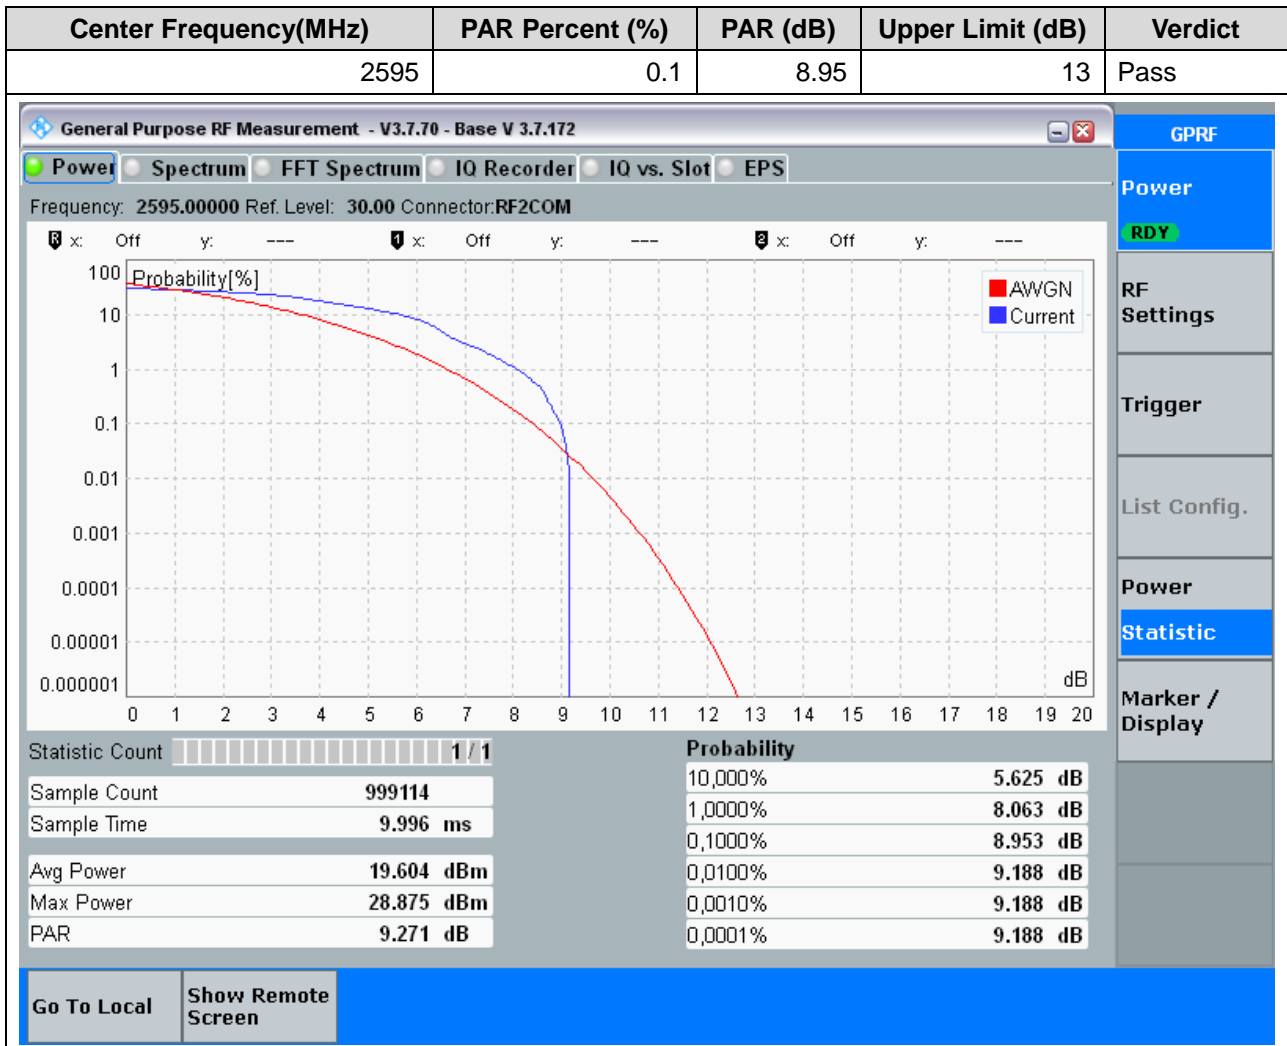 Center Frequency(MHz) PAR Percent (%) PAR (dB) Upper Limit (dB) Verdict
2595 0.1 8.95 13 Pass
General Purpose RF Measurement - V3.7.70 - Base V 3.7.172
GPRF
Power Spectrum FFT Spectrum IQ Recorder IQ vs. Slot EPS
Power
RDY
Frequency: 2595.00000 Ref. Level: 30.00 Connector:RF2COM
R x: Off y: --- 1 x: Off y: --- 2 x: Off y: ---
Probability[%]
AWGN
Current
100
10
1
0.1
0.01
0.001
0.0001
0.00001
0.000001
dB
0 1 2 3 4 5 6 7 8 9 10 11 12 13 14 15 16 17 18 19 20
RF
Settings
Trigger
List Config.
Power
Statistic
Marker /
Display
Statistic Count 1 / 1
Sample Count 999114
Sample Time 9.996 ms
Avg Power 19.604 dBm
Max Power 28.875 dBm
PAR 9.271 dB
Probability
10,000% 5.625 dB
1,0000% 8.063 dB
0,1000% 8.953 dB
0,0100% 9.188 dB
0,0010% 9.188 dB
0,0001% 9.188 dB
Go To Local
Show Remote
Screen